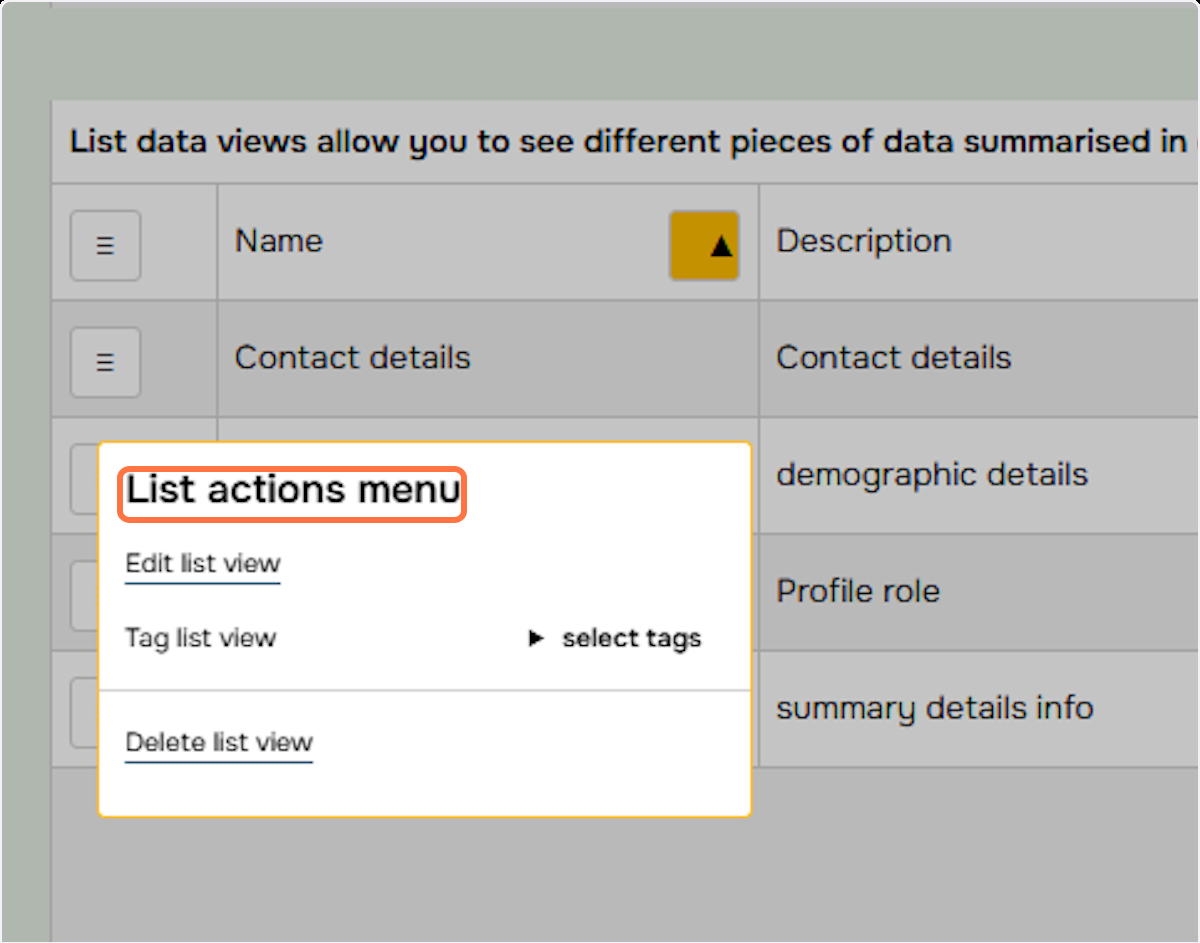 List data views allow you to see different pieces of data summarised in
Name ▲ Description
Contact details Contact details
demographic details
Profile role
summary details info
List actions menu
Edit list view
Tag list view ▶ select tags
Delete list view